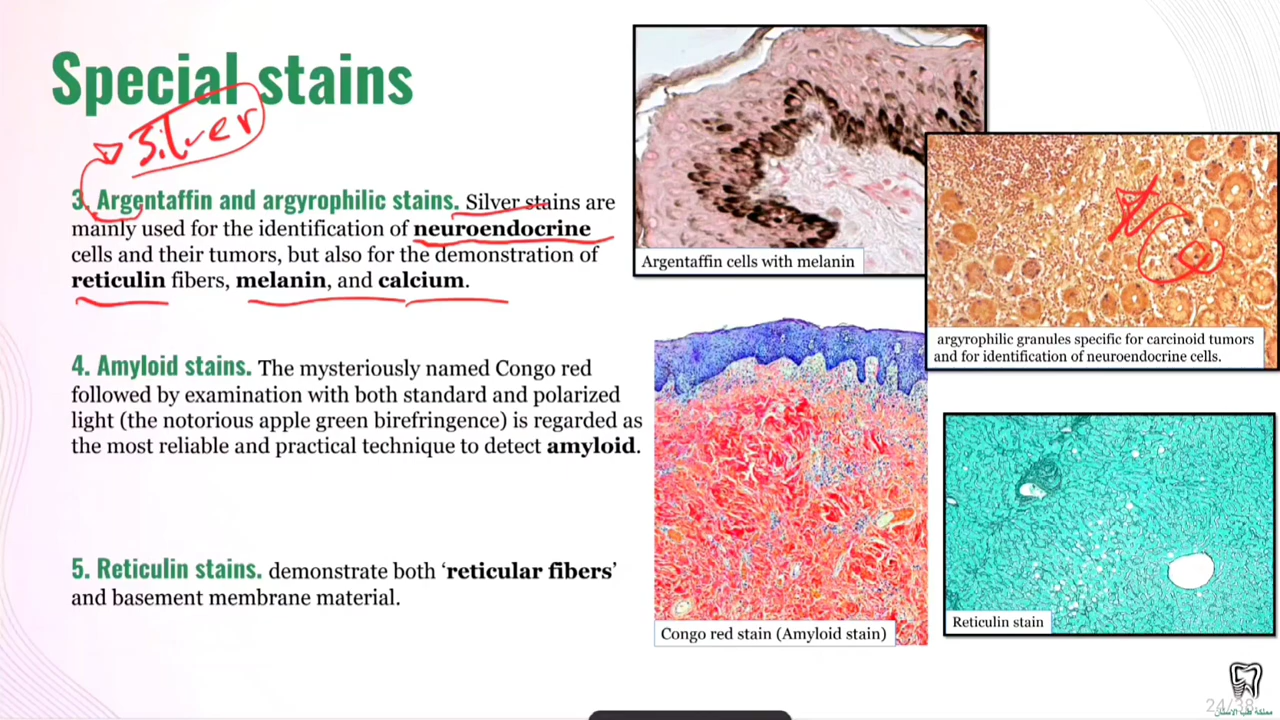 Special stains
Silver
3. Argentaffin and argyrophilic stains. Silver stains are
mainly used for the identification of neuroendocrine
cells and their tumors, but also for the demonstration of
reticulin fibers, melanin, and calcium.
4. Amyloid stains. The mysteriously named Congo red
followed by examination with both standard and polarized
light (the notorious apple green birefringence) is regarded as
the most reliable and practical technique to detect amyloid.
5. Reticulin stains. demonstrate both ‘reticular fibers’
and basement membrane material.
Argentaffin cells with melanin
argyrophilic granules specific for carcinoid tumors
and for identification of neuroendocrine cells.
Congo red stain (Amyloid stain)
Reticulin stain
24/38
مملكة طب الاسنان